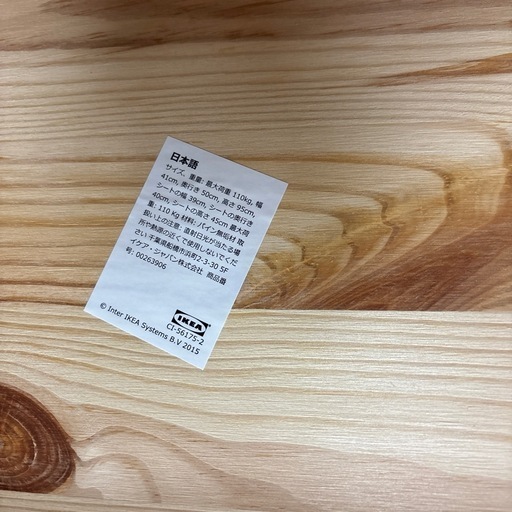 日本語
サイズ、重量: 最大荷重 110kg, 幅
41cm, 奥行き 50cm, 高さ 95cm,
シートの幅 39cm, シートの奥行き
40cm, シートの高さ 45cm 最大荷
重: 110 Kg 材料: パイン無垢材 取
扱い上の注意: 直射日光が当たる場
所や熱源の近くで使用しないでくだ
さい 千葉県船橋市浜町2-3-30 5F
イケア・ジャパン株式会社 商品番
号: 00263906
IKEA
CI-56175-2
© Inter IKEA Systems B.V 2015